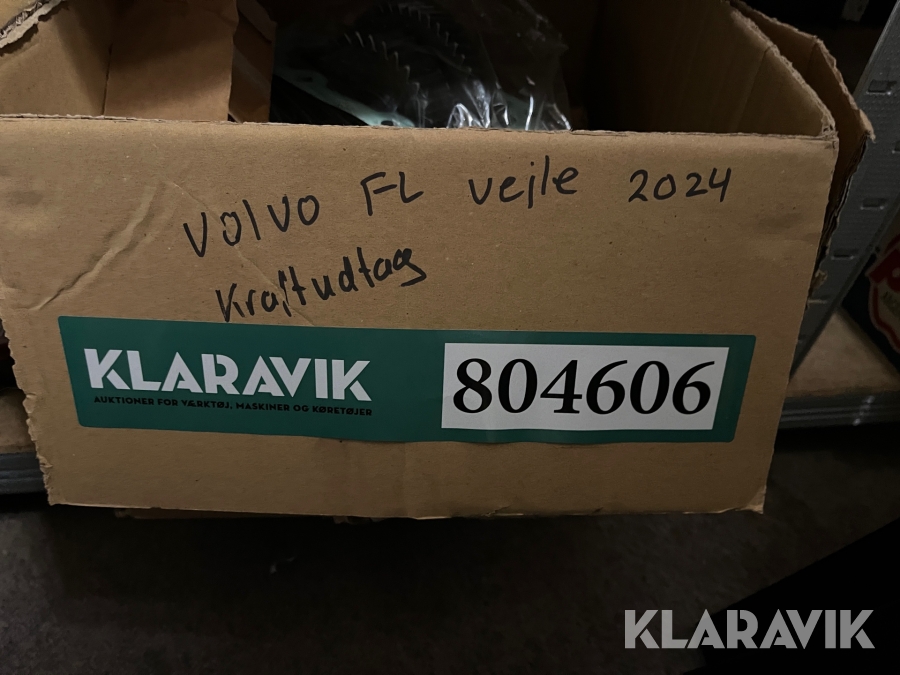 Volvo FL vejle 2024
Kraftudtag
KLARAVIK
AUKTIONER FOR VÆRKTØJ, MASKINER OG KØRETØJER
804606
KLARAVIK